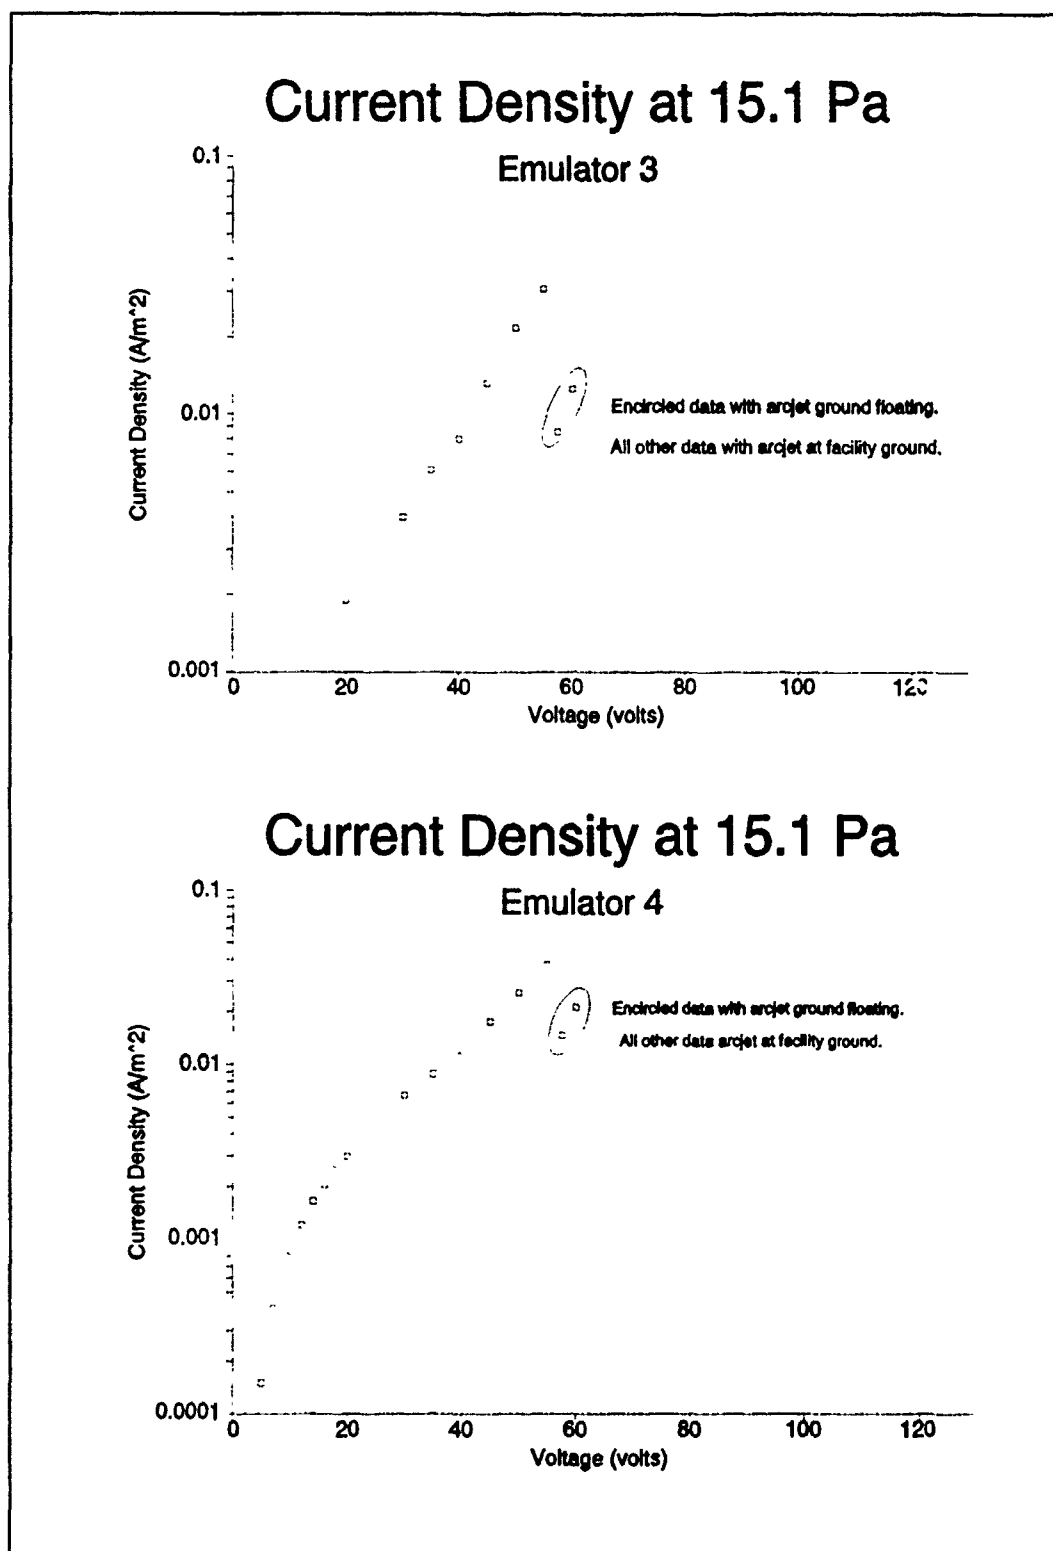 Current Density at 15.1 Pa
Emulator 3
0.1
0.01
0.001
Current Density (A/m^2)
Encircled data with arcjet ground floating.
All other data with arcjet at facility ground.
0 20 40 60 80 100 120
Voltage (volts)
Current Density at 15.1 Pa
Emulator 4
0.1
0.01
0.001
0.0001
Current Density (A/m^2)
Encircled data with arcjet ground floating.
All other data arcjet at facility ground.
0 20 40 60 80 100 120
Voltage (volts)